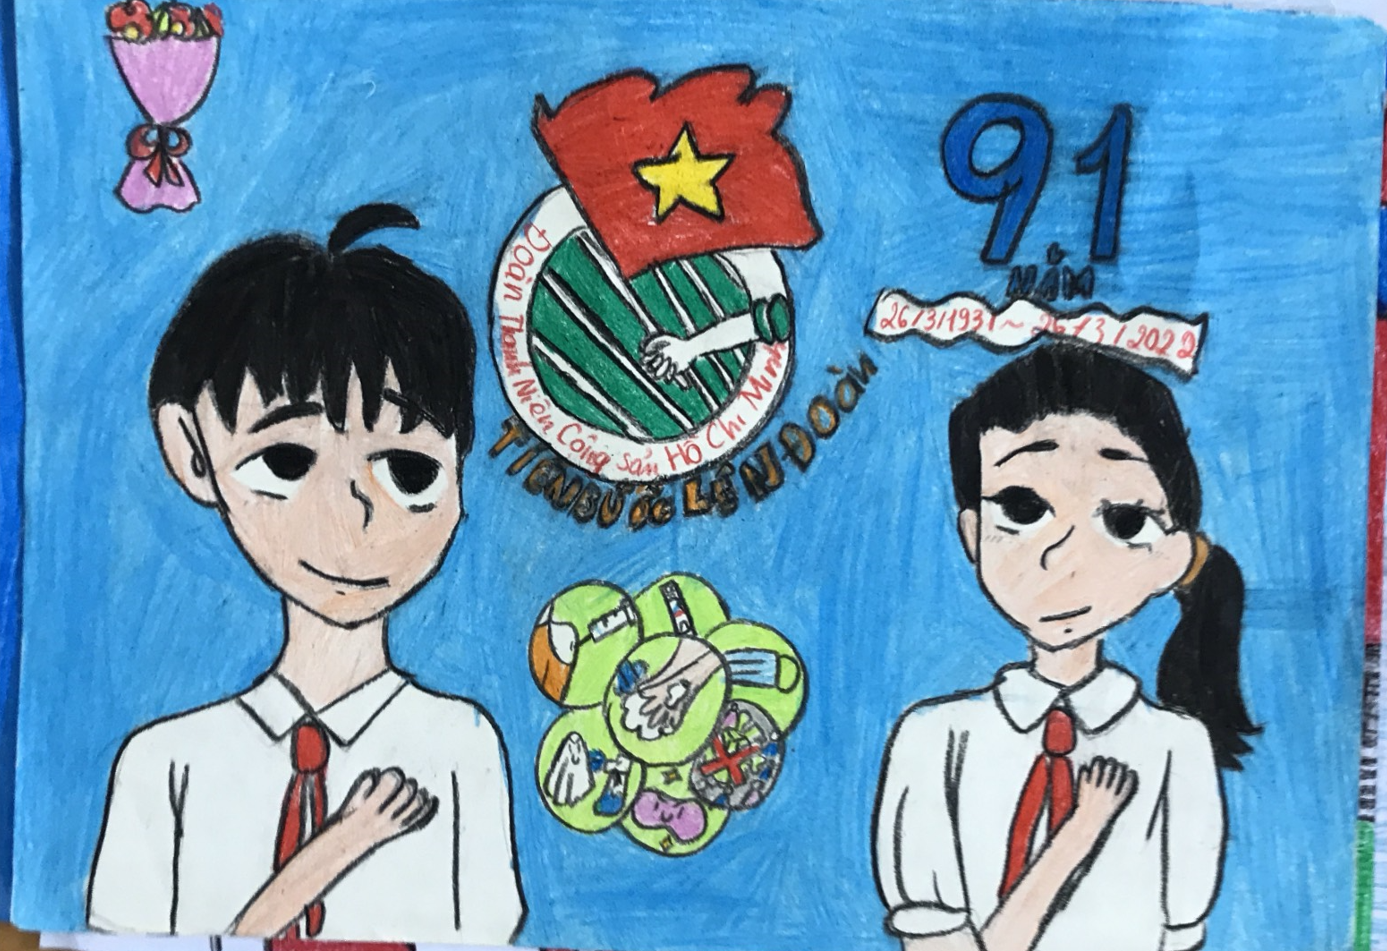 91
NĂM
26/3/1931 ~ 26/3/2022
Đoàn Thanh Niên Cộng sản Hồ Chí Minh
TIẾN BƯỚC LÊN ĐOÀN